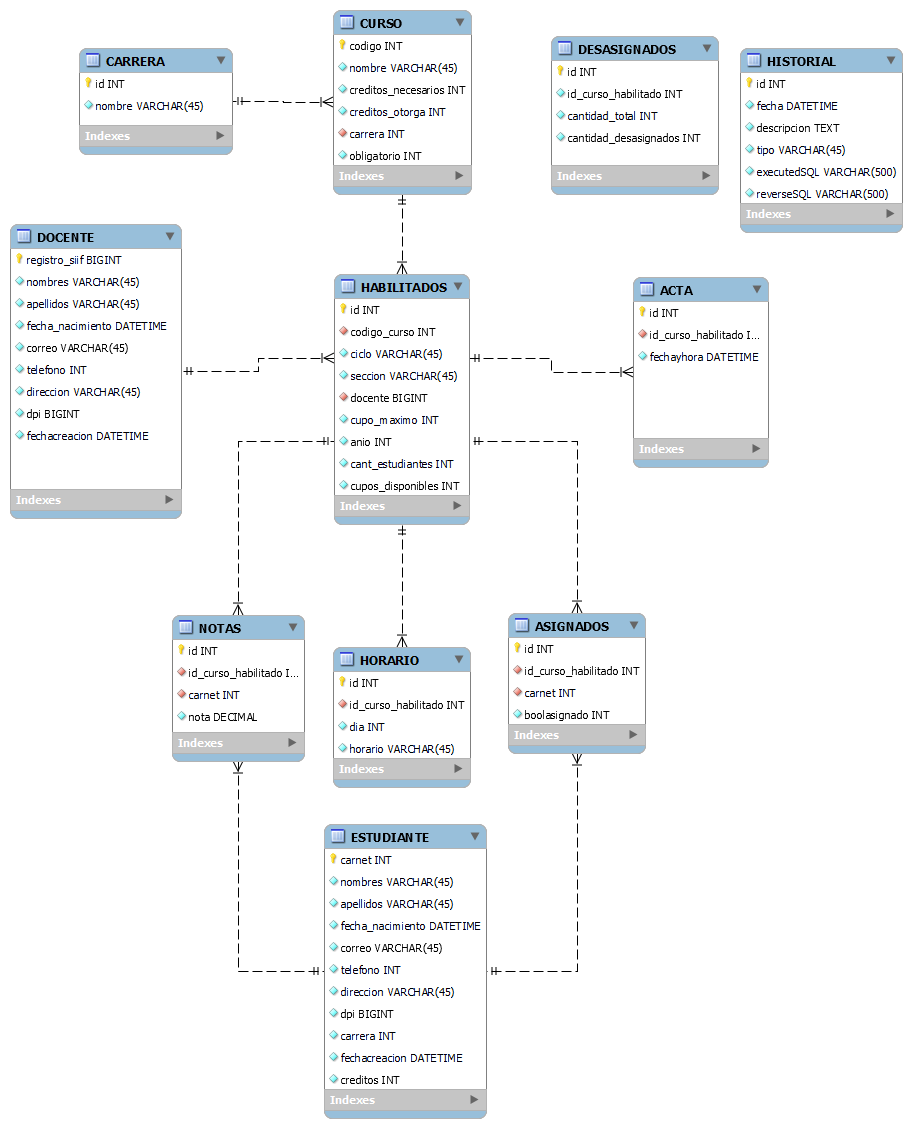 CURSO
codigo INT
nombre VARCHAR(45)
creditos_necesarios INT
creditos_otorga INT
carrera INT
obligatorio INT
Indexes
CARRERA
id INT
nombre VARCHAR(45)
Indexes
DESASIGNADOS
id INT
id_curso_habilitado INT
cantidad_total INT
cantidad_desasignados INT
Indexes
HISTORIAL
id INT
fecha DATETIME
descripcion TEXT
tipo VARCHAR(45)
executedSQL VARCHAR(500)
reverseSQL VARCHAR(500)
Indexes
DOCENTE
registro_siif BIGINT
nombres VARCHAR(45)
apellidos VARCHAR(45)
fecha_nacimiento DATETIME
correo VARCHAR(45)
telefono INT
direccion VARCHAR(45)
dpi BIGINT
fechacreacion DATETIME
Indexes
HABILITADOS
id INT
codigo_curso INT
ciclo VARCHAR(45)
seccion VARCHAR(45)
docente BIGINT
cupo_maximo INT
anio INT
cant_estudiantes INT
cupos_disponibles INT
Indexes
ACTA
id INT
id_curso_habilitado I...
fechayhora DATETIME
Indexes
NOTAS
id INT
id_curso_habilitado I...
carnet INT
nota DECIMAL
Indexes
HORARIO
id INT
id_curso_habilitado INT
dia INT
horario VARCHAR(45)
Indexes
ASIGNADOS
id INT
id_curso_habilitado INT
carnet INT
boolasignado INT
Indexes
ESTUDIANTE
carnet INT
nombres VARCHAR(45)
apellidos VARCHAR(45)
fecha_nacimiento DATETIME
correo VARCHAR(45)
telefono INT
direccion VARCHAR(45)
dpi BIGINT
carrera INT
fechacreacion DATETIME
creditos INT
Indexes